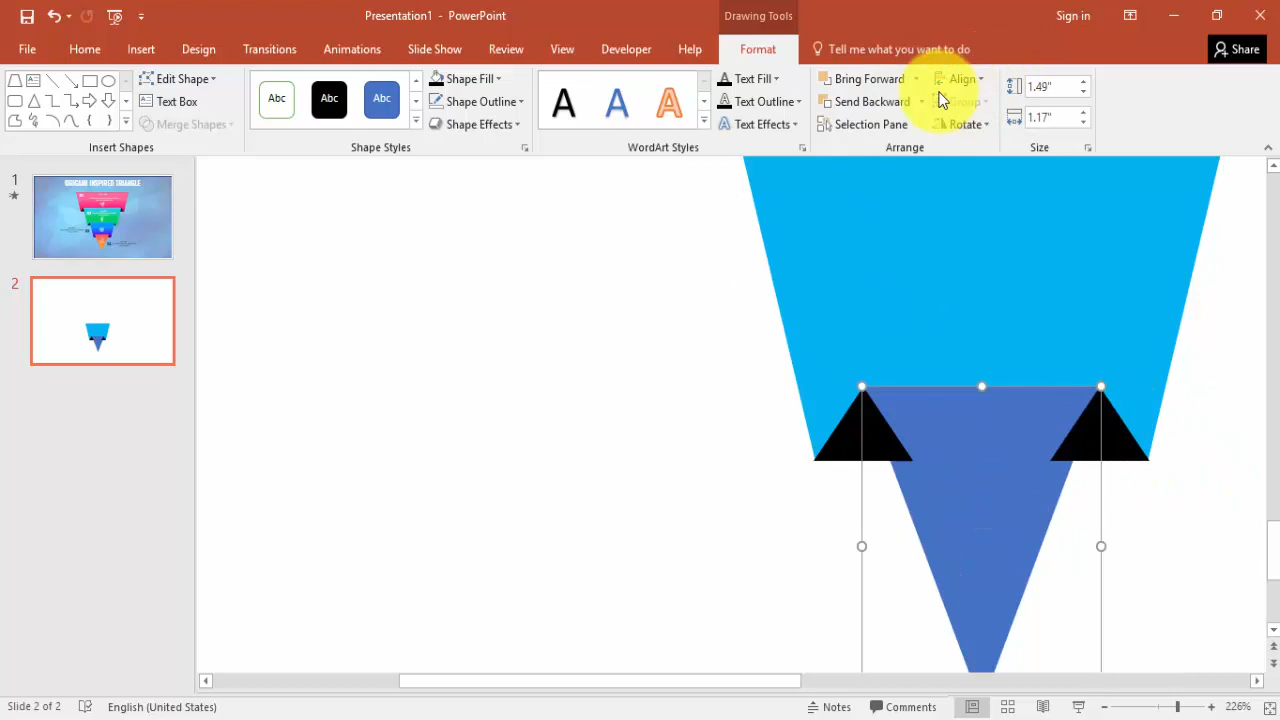 Presentation1 - PowerPoint
Drawing Tools
Sign in
File
Home
Insert
Design
Transitions
Animations
Slide Show
Review
View
Developer
Help
Format
Tell me what you want to do
Share
Edit Shape
Text Box
Merge Shapes
Insert Shapes
Abc
Abc
Abc
Shape Fill
Shape Outline
Shape Effects
Shape Styles
A
A
A
Text Fill
Text Outline
Text Effects
WordArt Styles
Bring Forward
Send Backward
Selection Pane
Align
Group
Rotate
Arrange
1.49"
1.17"
Size
1
ORIGAMI INSPIRED TRIANGLE
2
Slide 2 of 2
English (United States)
Notes
Comments
226%